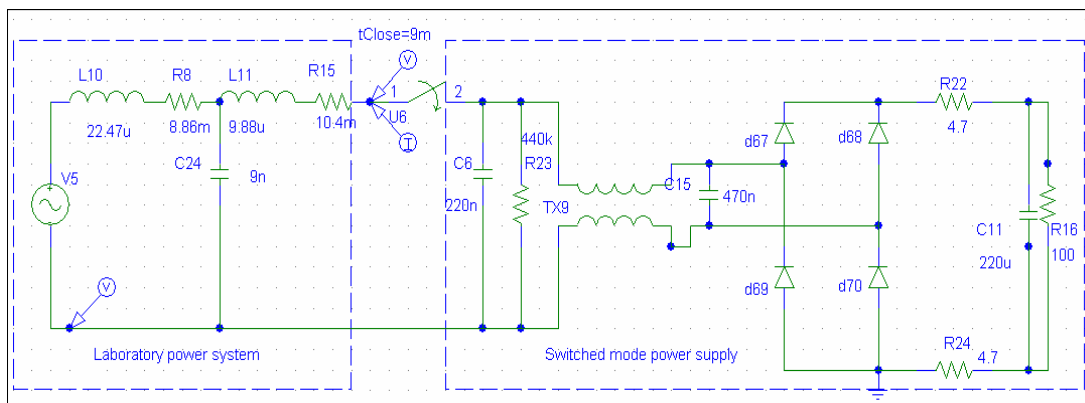 tClose=9m
L10
R8
L11
R15
22.47u
8.86m
9.88u
10.4m
V
I
1
2
U6
C24
9n
V5
V
Laboratory power system
440k
C6
R23
220n
TX9
C15
470n
d67
d68
d69
d70
R22
4.7
C11
220u
R16
100
R24
4.7
Switched mode power supply